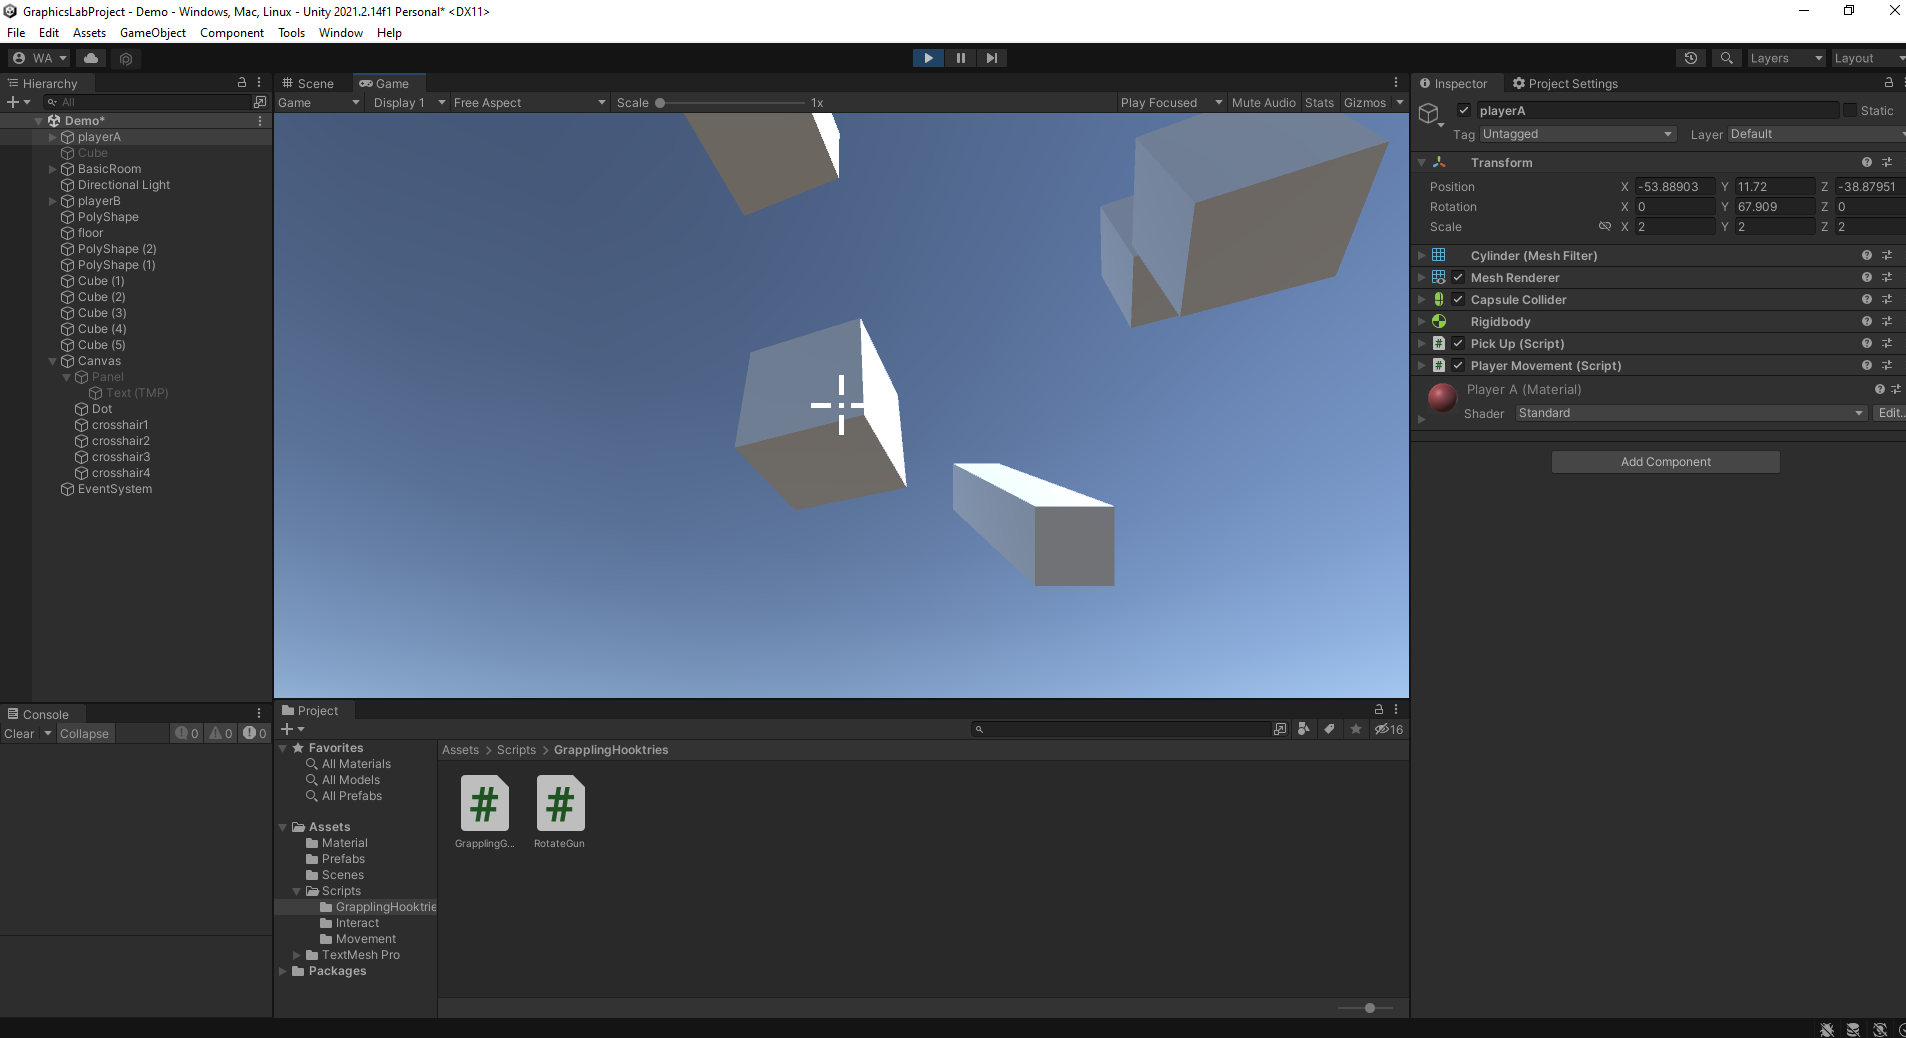 GraphicsLabProject - Demo - Windows, Mac, Linux - Unity 2021.2.14f1 Personal* <DX11>
File Edit Assets GameObject Component Tools Window Help
WA
Layers Layout
Hierarchy
All
Demo*
playerA
Cube
BasicRoom
Directional Light
playerB
PolyShape
floor
PolyShape (2)
PolyShape (1)
Cube (1)
Cube (2)
Cube (3)
Cube (4)
Cube (5)
Canvas
Panel
Text (TMP)
Dot
crosshair1
crosshair2
crosshair3
crosshair4
EventSystem
Scene Game
Game Display 1 Free Aspect Scale 1x Play Focused Mute Audio Stats Gizmos
Inspector Project Settings
playerA Static
Tag Untagged Layer Default
Transform
Position X -53.88903 Y 11.72 Z -38.87951
Rotation X 0 Y 67.909 Z 0
Scale X 2 Y 2 Z 2
Cylinder (Mesh Filter)
Mesh Renderer
Capsule Collider
Rigidbody
# Pick Up (Script)
# Player Movement (Script)
Player A (Material)
Shader Standard Edit..
Add Component
Console
Clear Collapse 0 0 0
Project
16
Favorites
All Materials
All Models
All Prefabs
Assets
Material
Prefabs
Scenes
Scripts
GrapplingHooktrie
Interact
Movement
TextMesh Pro
Packages
Assets > Scripts > GrapplingHooktries
# #
GrapplingG... RotateGun